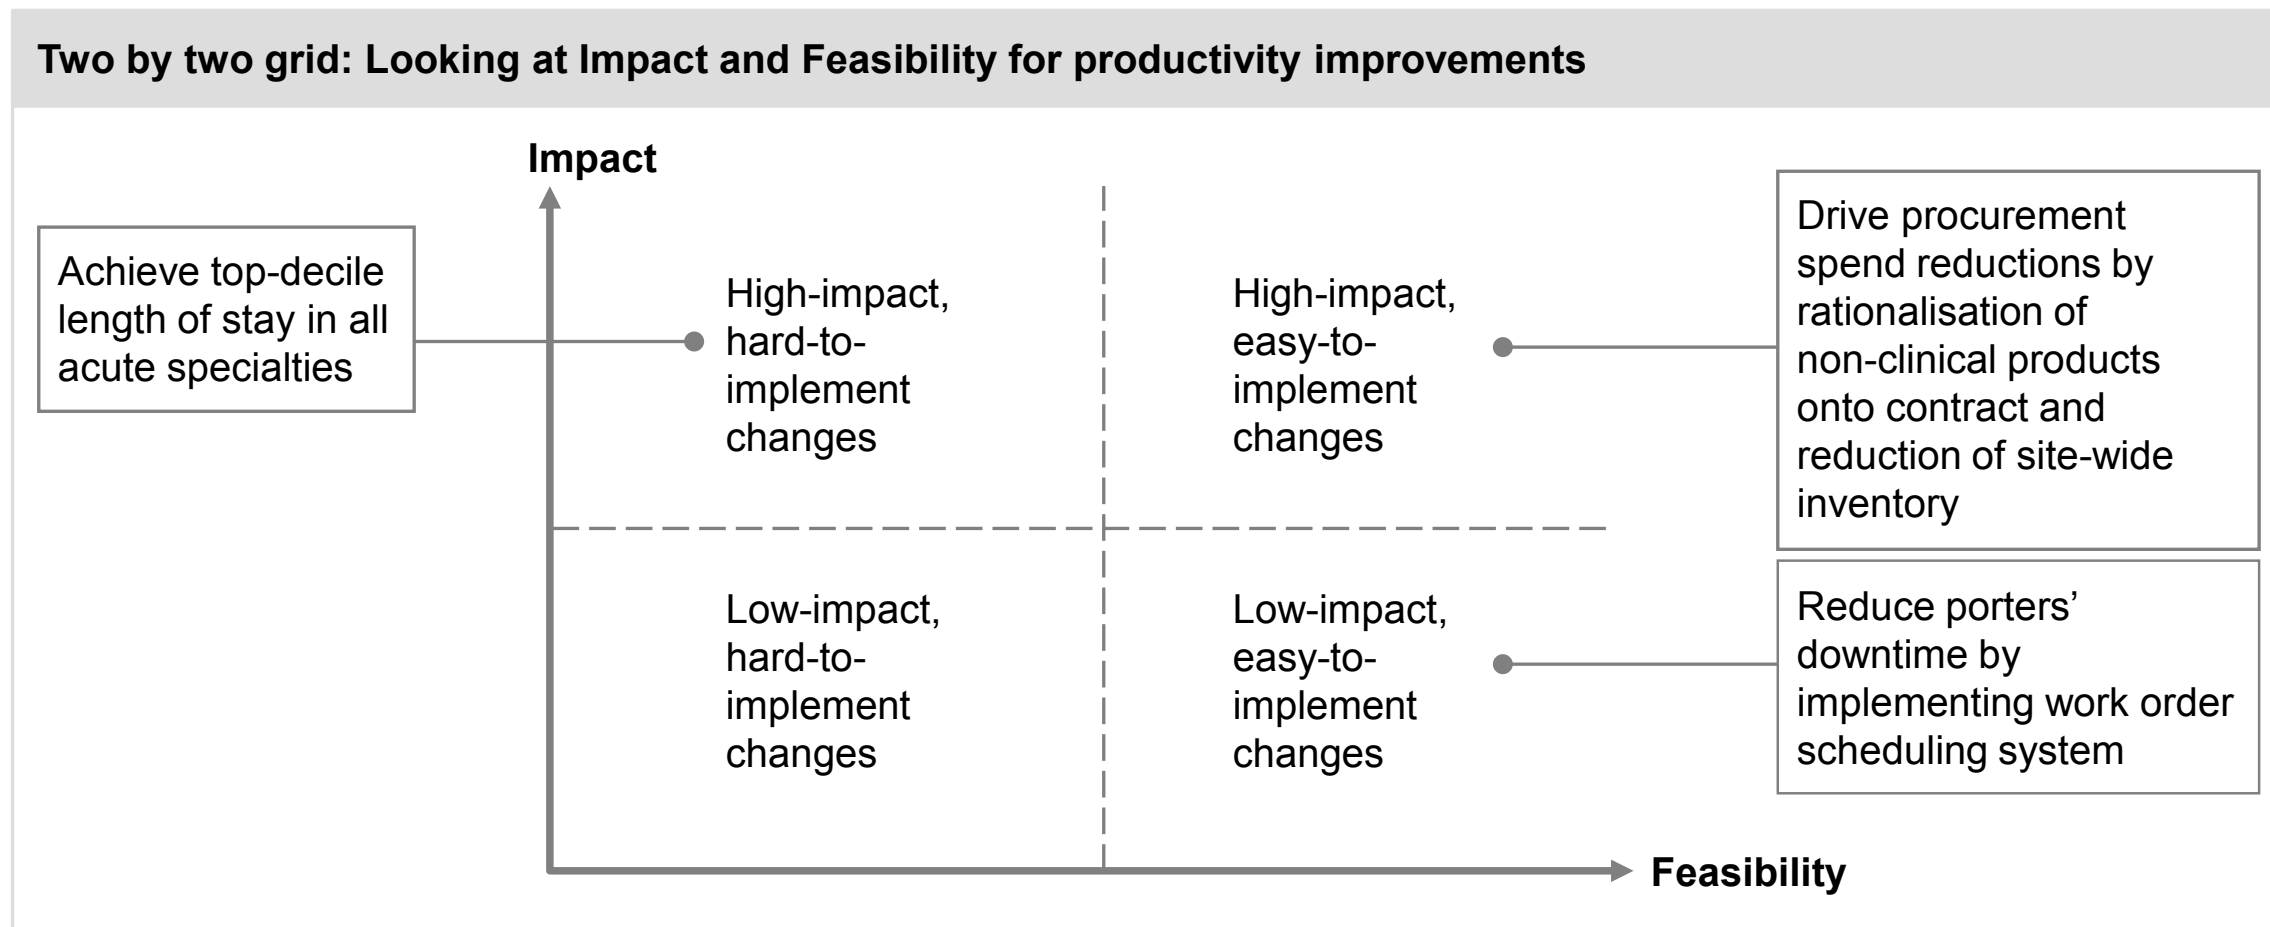 Two by two grid: Looking at Impact and Feasibility for productivity improvements
Impact
Achieve top-decile
length of stay in all
acute specialties
High-impact,
hard-to-
implement
changes
High-impact,
easy-to-
implement
changes
Drive procurement
spend reductions by
rationalisation of
non-clinical products
onto contract and
reduction of site-wide
inventory
Low-impact,
hard-to-
implement
changes
Low-impact,
easy-to-
implement
changes
Reduce porters’
downtime by
implementing work order
scheduling system
Feasibility